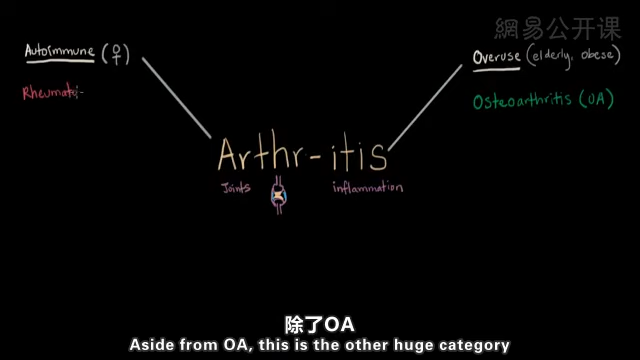 網易公开课
Autoimmune (♀)
Overuse (elderly, obese)
Osteoarthritis (OA)
Arthr-itis
Joints
inflammation
除了OA
Aside from OA, this is the other huge category